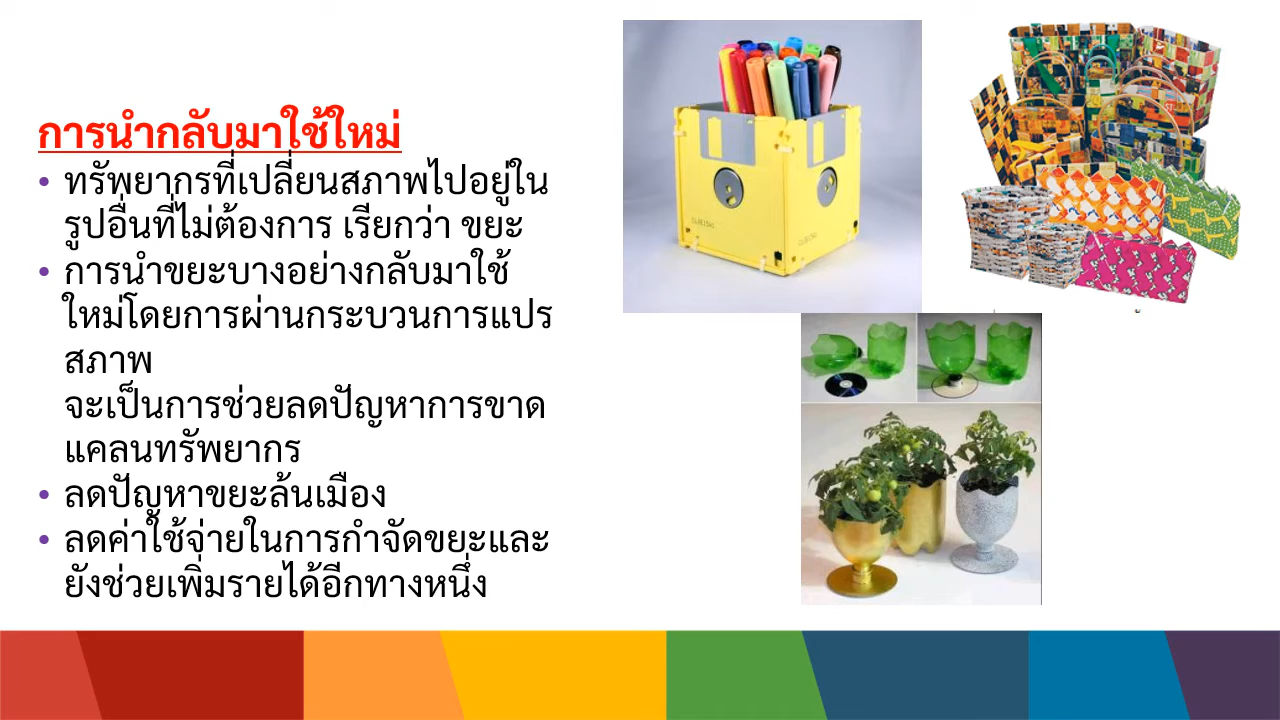 การนำกลับมาใช้ใหม่
• ทรัพยากรที่เปลี่ยนสภาพไปอยู่ใน
รูปอื่นที่ไม่ต้องการ เรียกว่า ขยะ
• การนำขยะบางอย่างกลับมาใช้
ใหม่โดยการผ่านกระบวนการแปร
สภาพ
จะเป็นการช่วยลดปัญหาการขาด
แคลนทรัพยากร
• ลดปัญหาขยะล้นเมือง
• ลดค่าใช้จ่ายในการกำจัดขยะและ
ยังช่วยเพิ่มรายได้อีกทางหนึ่ง